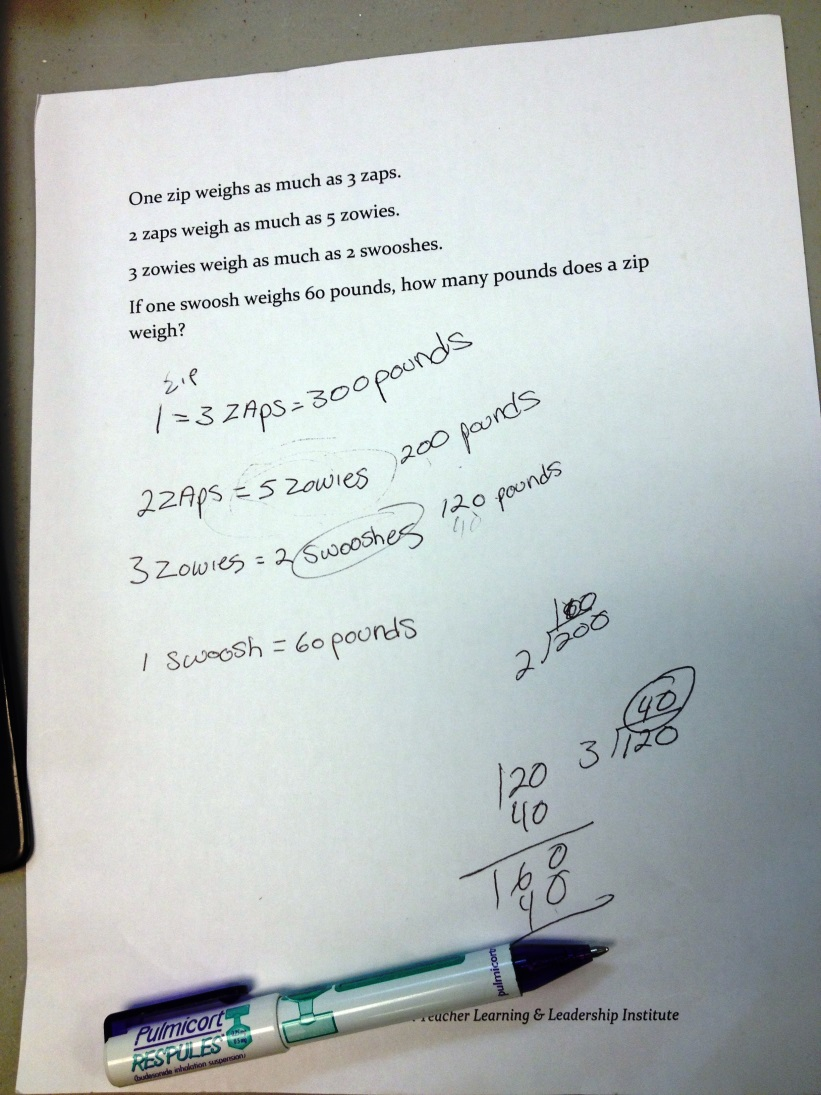 One zip weighs as much as 3 zaps.
2 zaps weigh as much as 5 zowies.
3 zowies weigh as much as 2 swooshes.
If one swoosh weighs 60 pounds, how many pounds does a zip
weigh?
zip
1 = 3 ZAps = 300 pounds
2 ZAps = 5 Zowies 200 pounds
3 Zowies = 2 Swooshes 120 pounds
40
1 Swoosh = 60 pounds
100
2 200
40
3 120
120
40
160
0
40
pulmicort
Pulmicort
RESPULES
(budesonide inhalation suspension)
Teacher Learning & Leadership Institute